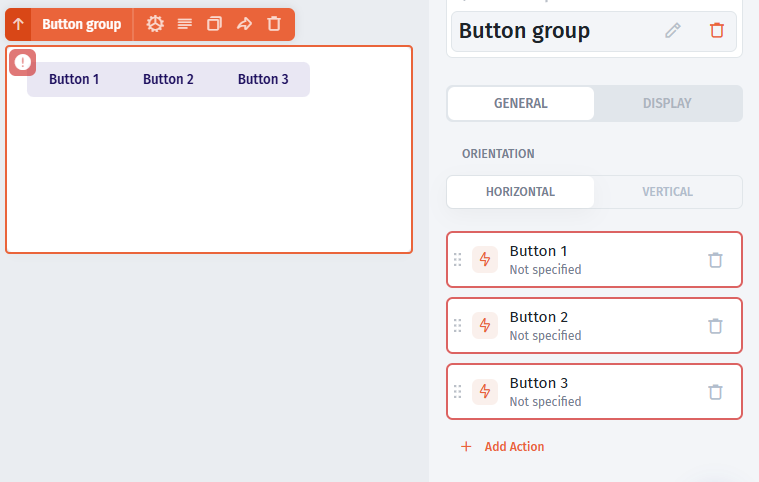 Button group
Button 1
Button 2
Button 3
Button group
GENERAL
DISPLAY
ORIENTATION
HORIZONTAL
VERTICAL
Button 1
Not specified
Button 2
Not specified
Button 3
Not specified
+ Add Action